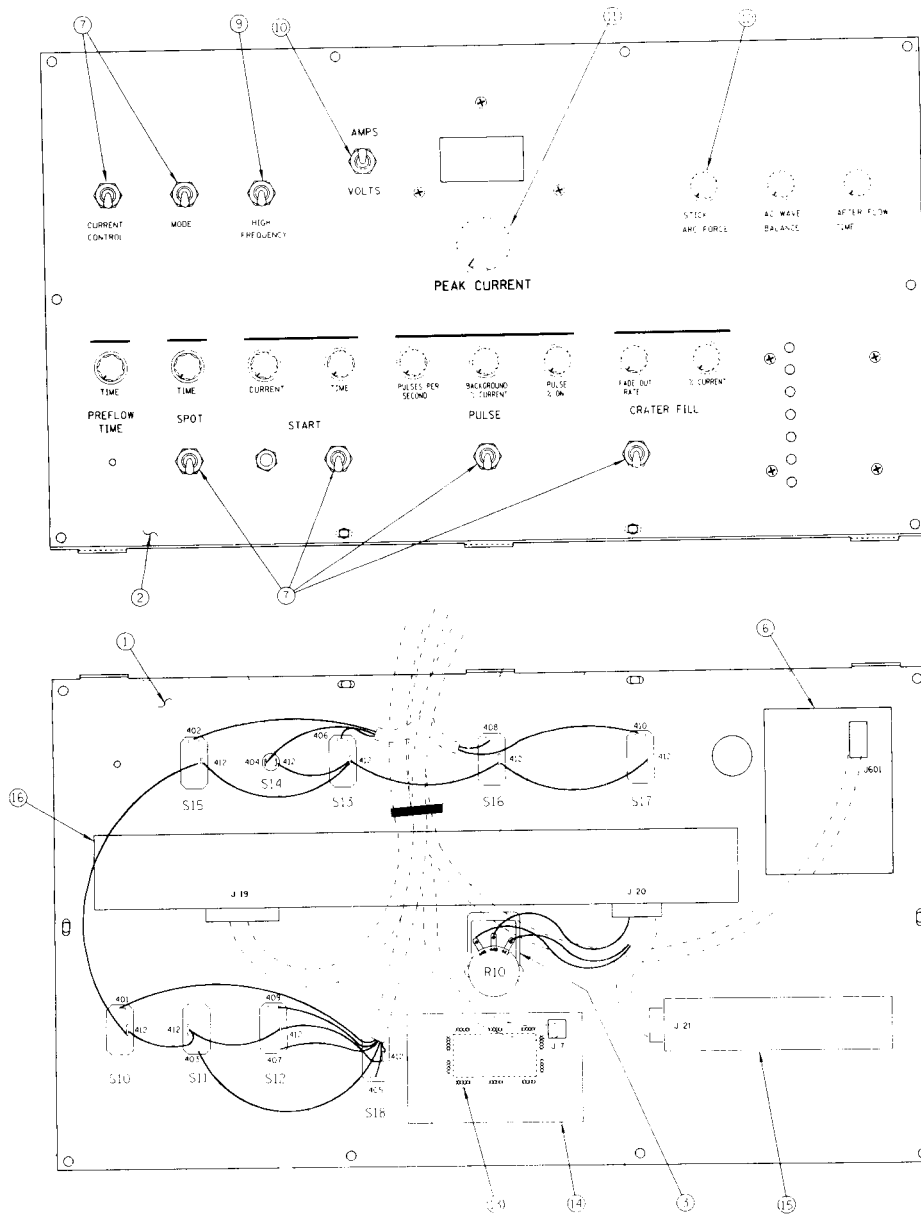 7
9
10
11
AMPS
VOLTS
CURRENT
CONTROL
MODE
HIGH
FREQUENCY
STICK
ARC FORCE
AC WAVE
BALANCE
AFTER FLOW
TIME
PEAK CURRENT
TIME
TIME
CURRENT
TIME
PULSES PER
SECOND
BACKGROUND
% CURRENT
PULSE
% ON
FADE OUT
RATE
% CURRENT
PREFLOW
TIME
SPOT
START
PULSE
CRATER FILL
2
7
1
6
402
412
S15
404
412
S14
406
412
S13
408
412
S16
410
412
S17
J601
16
J 19
J 20
R10
401
412
S10
412
403
S11
409
412
407
S12
412
405
S18
J 21
14
3
15